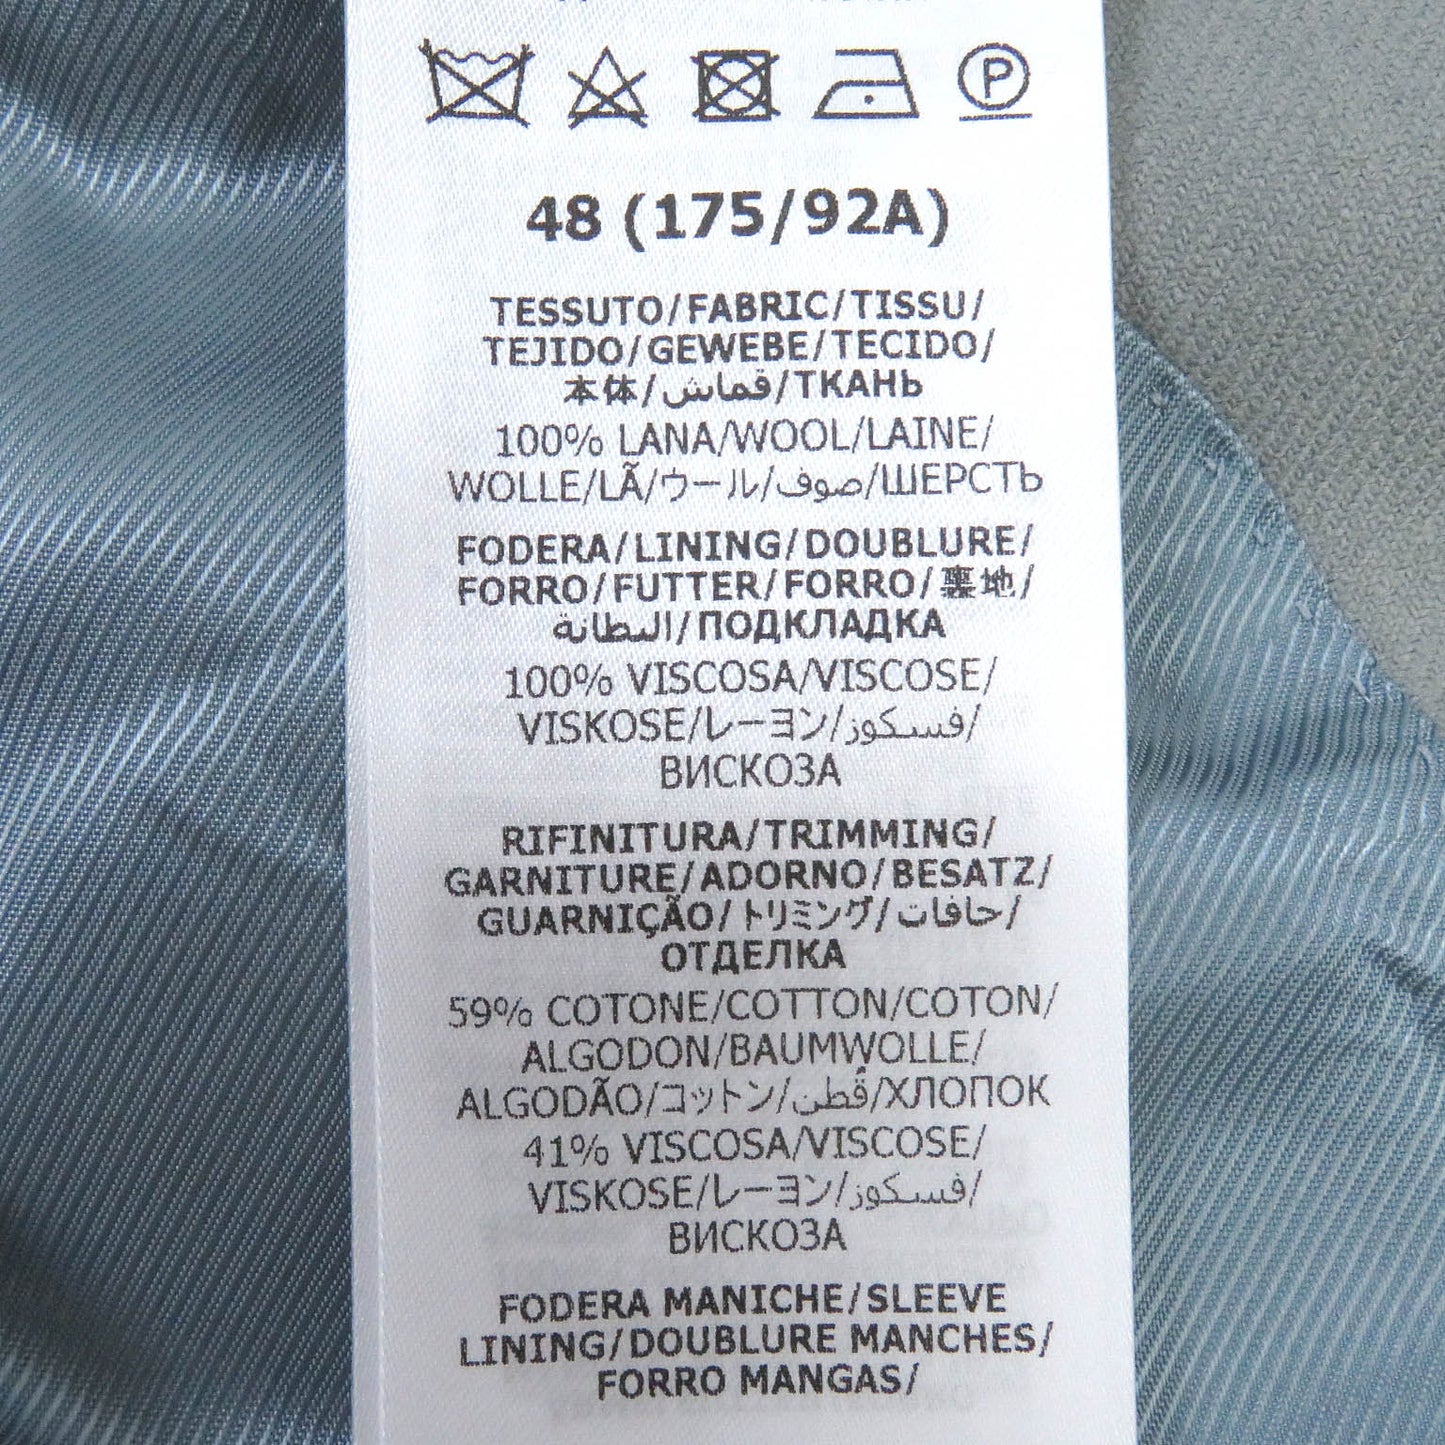 P
48 (175/92A)
TESSUTO/FABRIC/TISSU/
TEJIDO/GEWEBE/TECIDO/
本体/قماش/ТКАНЬ
100% LANA/WOOL/LAINE/
WOLLE/LÃ/ウール/صوف/ШЕРСТЬ
FODERA/LINING/DOUBLURE/
FORRO/FUTTER/FORRO/裏地/
البطانة/ПОДКЛАДКА
100% VISCOSA/VISCOSE/
VISKOSE/レーヨン/فسكوز/
ВИСКОЗА
RIFINITURA/TRIMMING/
GARNITURE/ADORNO/BESATZ/
GUARNIÇÃO/トリミング/حافات/
ОТДЕЛКА
59% COTONE/COTTON/COTON/
ALGODON/BAUMWOLLE/
ALGODÃO/コットン/قطن/ХЛОПОК
41% VISCOSA/VISCOSE/
VISKOSE/レーヨン/فسكوز/
ВИСКОЗА
FODERA MANICHE/SLEEVE
LINING/DOUBLURE MANCHES/
FORRO MANGAS/